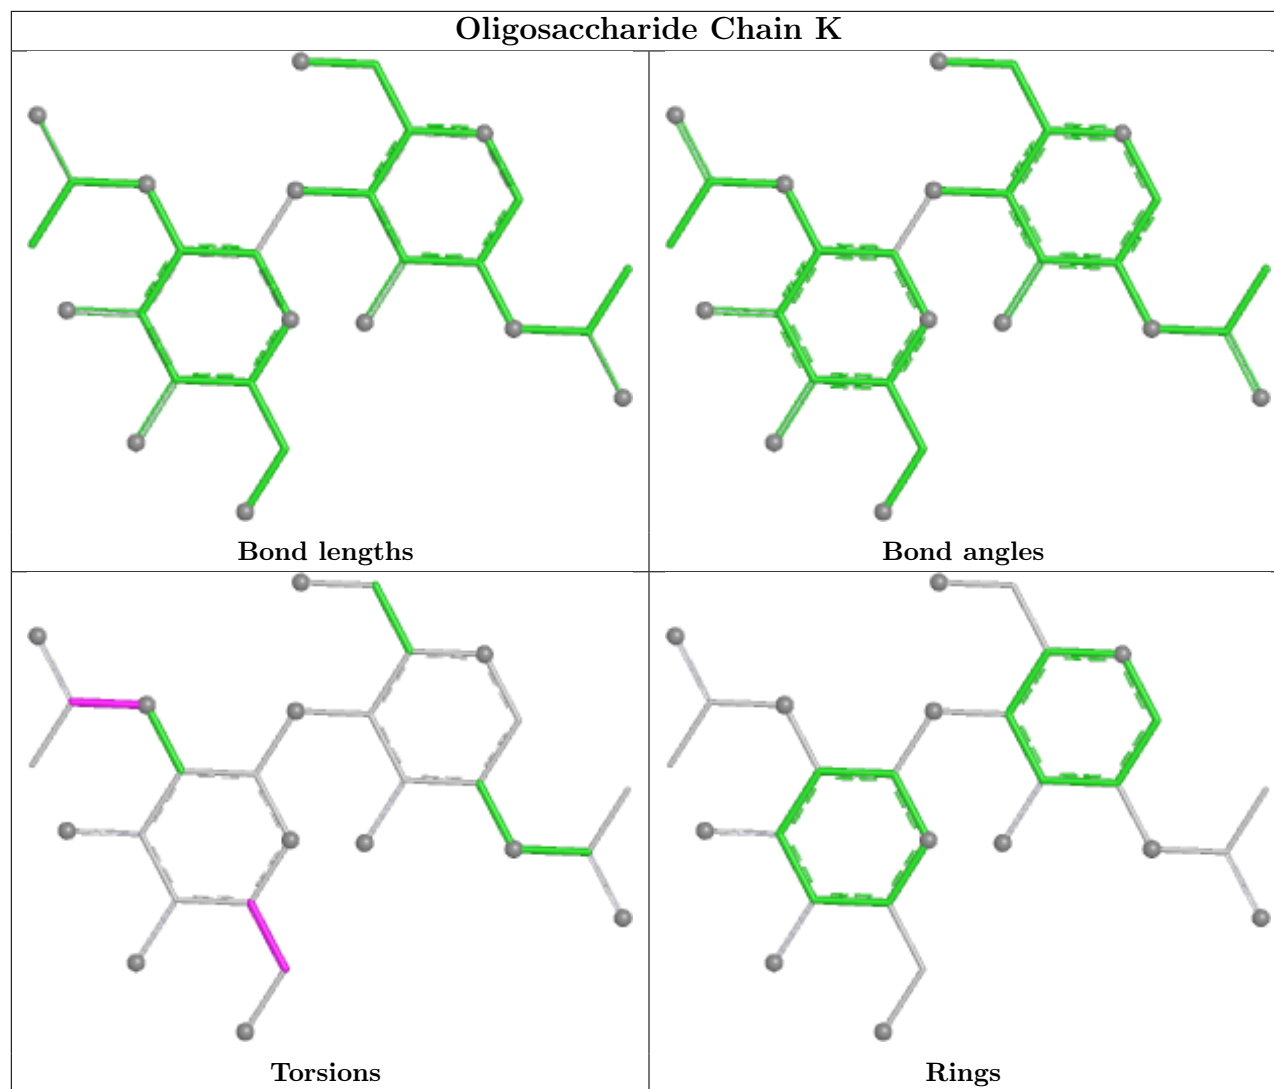 Oligosaccharide Chain K
Bond lengths
Bond angles
Torsions
Rings